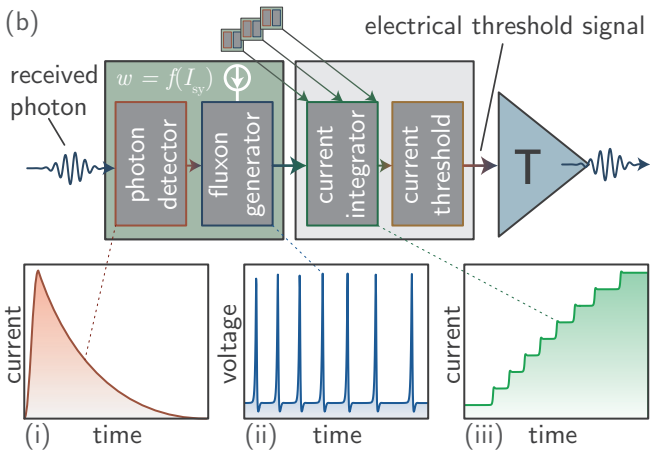 (b)
electrical threshold signal
received
photon
w = f(I_sy)
photon
detector
fluxon
generator
current
integrator
current
threshold
T
current
(i)
time
voltage
(ii)
time
current
(iii)
time